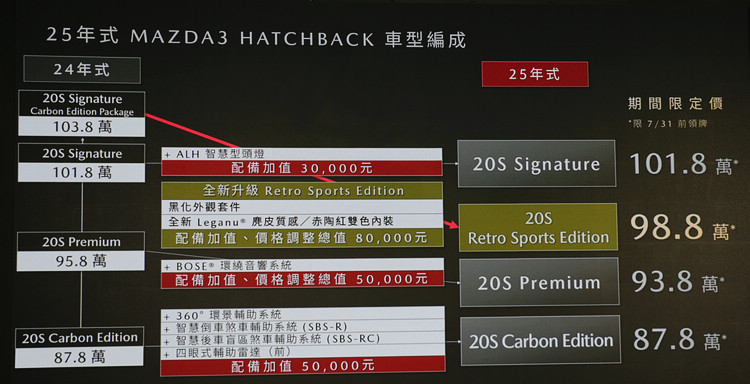 25年式 MAZDA3 HATCHBACK 車型編成
24年式
25年式
期間限定價
*限 7/31 前領牌
20S Signature
Carbon Edition Package
103.8 萬
20S Signature
101.8 萬
+ ALH 智慧型頭燈
配備加值 30,000元
20S Signature
101.8 萬*
全新升級 Retro Sports Edition
黑化外觀套件
全新 Leganu® 麂皮質感／赤陶紅雙色內裝
配備加值、價格調整總值 80,000元
20S
Retro Sports Edition
98.8 萬*
20S Premium
95.8 萬
+ BOSE® 環繞音響系統
配備加值、價格調整總值 50,000元
20S Premium
93.8 萬*
20S Carbon Edition
87.8 萬
+ 360° 環景輔助系統
+ 智慧倒車煞車輔助系統 (SBS-R)
+ 智慧後車盲區煞車輔助系統 (SBS-RC)
+ 四眼式輔助雷達（前）
配備加值 50,000元
20S Carbon Edition
87.8 萬*